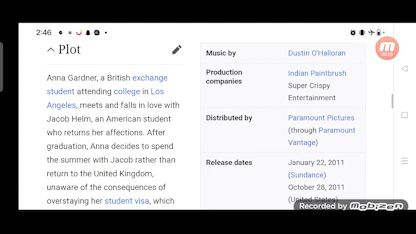 2:46
Plot
Anna Gardner, a British exchange
student attending college in Los
Angeles, meets and falls in love with
Jacob Helm, an American student
who returns her affections. After
graduation, Anna decides to spend
the summer with Jacob rather than
return to the United Kingdom,
unaware of the consequences of
overstaying her student visa, which
Music by Dustin O'Halloran
Production companies
Indian Paintbrush
Super Crispy
Entertainment
Distributed by Paramount Pictures
(through Paramount
Vantage)
Release dates January 22, 2011
(Sundance)
October 28, 2011
(United States)
Recorded by Mobizen